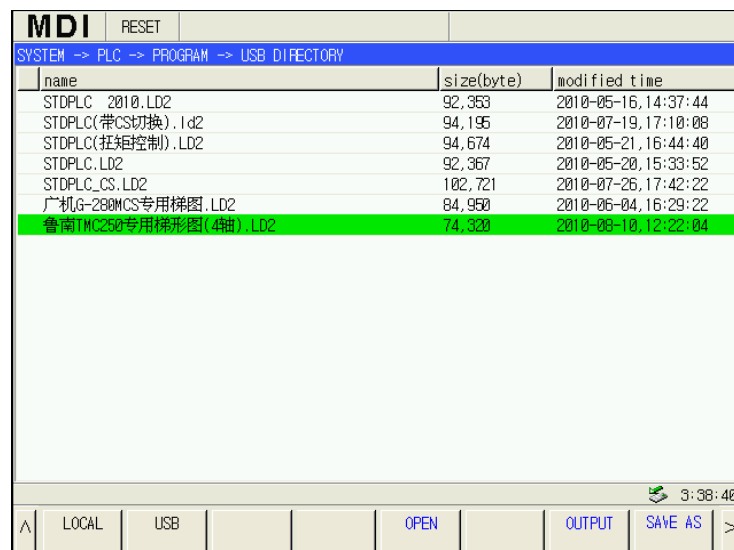 MDI RESET
SYSTEM -> PLC -> PROGRAM -> USB DIRECTORY
name size(byte) modified time
STDPLC 2010.LD2 92,353 2010-05-16,14:37:44
STDPLC(带CS切换).ld2 94,195 2010-07-19,17:10:08
STDPLC(扭矩控制).LD2 94,674 2010-05-21,16:44:40
STDPLC.LD2 92,367 2010-05-20,15:33:52
STDPLC_CS.LD2 102,721 2010-07-26,17:42:22
广机G-280MCS专用梯图.LD2 84,950 2010-06-04,16:29:22
鲁南TMC250专用梯形图(4轴).LD2 74,320 2010-08-10,12:22:04
3:38:40
^ LOCAL USB OPEN OUTPUT SAVE AS >